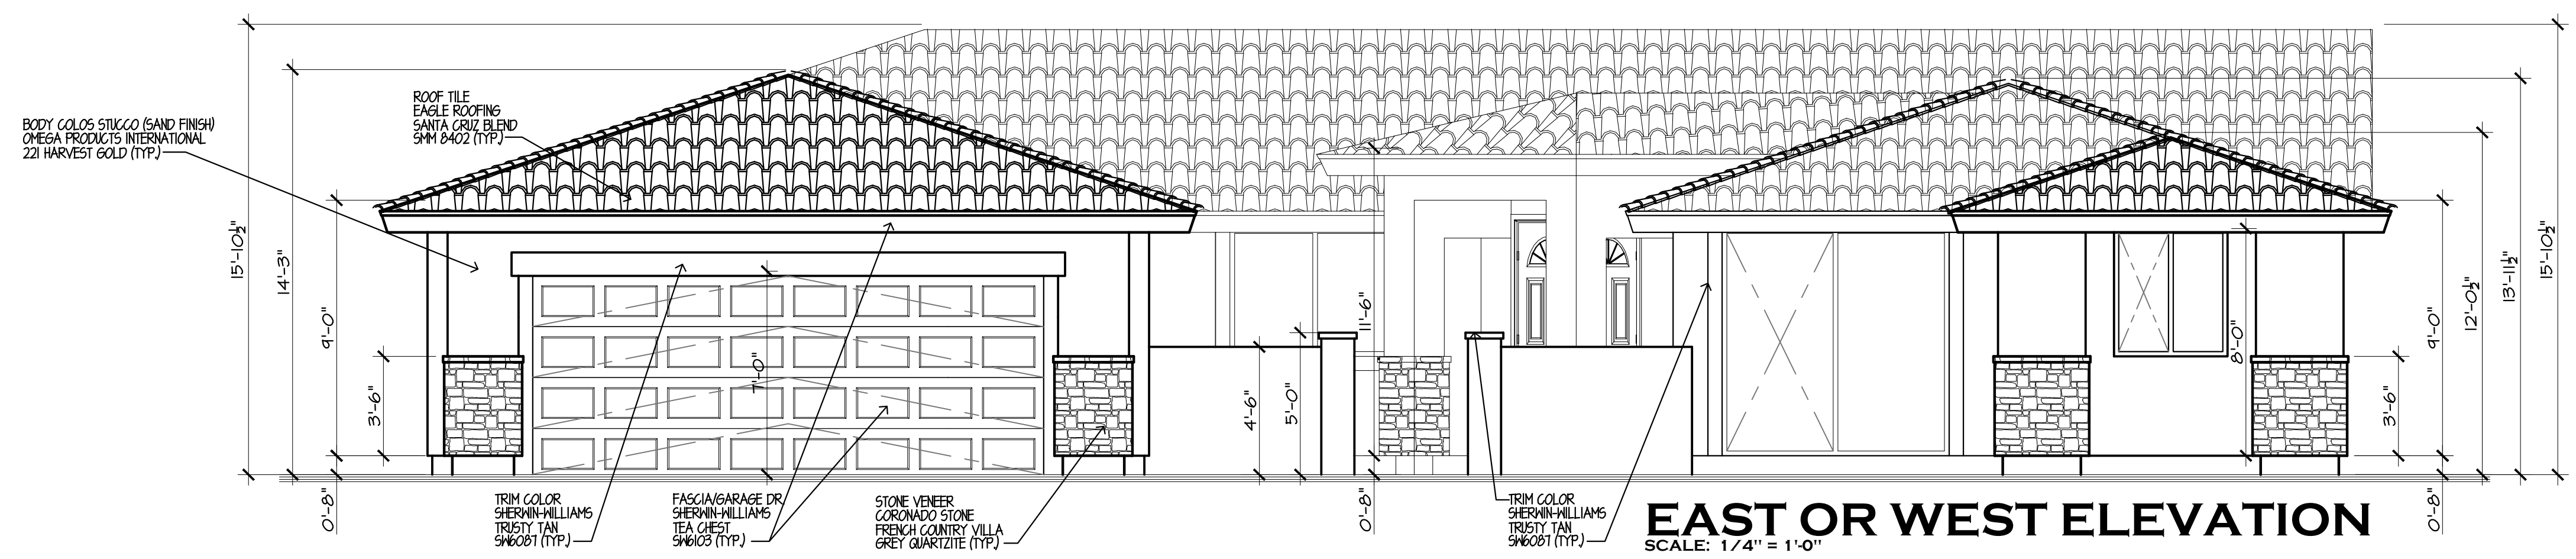 ROOF TILE
EAGLE ROOFING
SANTA CRUZ BLEND
SMM 8402 (TYP.)
BODY COLOS STUCCO (SAND FINISH)
OMEGA PRODUCTS INTERNATIONAL
221 HARVEST GOLD (TYP.)
15'-10½"
14'-3"
9'-0"
3'-6"
0'-8"
7'-0"
4'-6"
5'-0"
11'-6"
0'-8"
8'-0"
3'-6"
9'-0"
12'-0½"
13'-11½"
15'-10½"
0'-8"
TRIM COLOR
SHERWIN-WILLIAMS
TRUSTY TAN
SW6087 (TYP.)
FASCIA/GARAGE DR
SHERWIN-WILLIAMS
TEA CHEST
SW6103 (TYP.)
STONE VENEER
CORONADO STONE
FRENCH COUNTRY VILLA
GREY QUARTZITE (TYP.)
TRIM COLOR
SHERWIN-WILLIAMS
TRUSTY TAN
SW6087 (TYP.)
EAST OR WEST ELEVATION
SCALE: 1/4" = 1'-0"